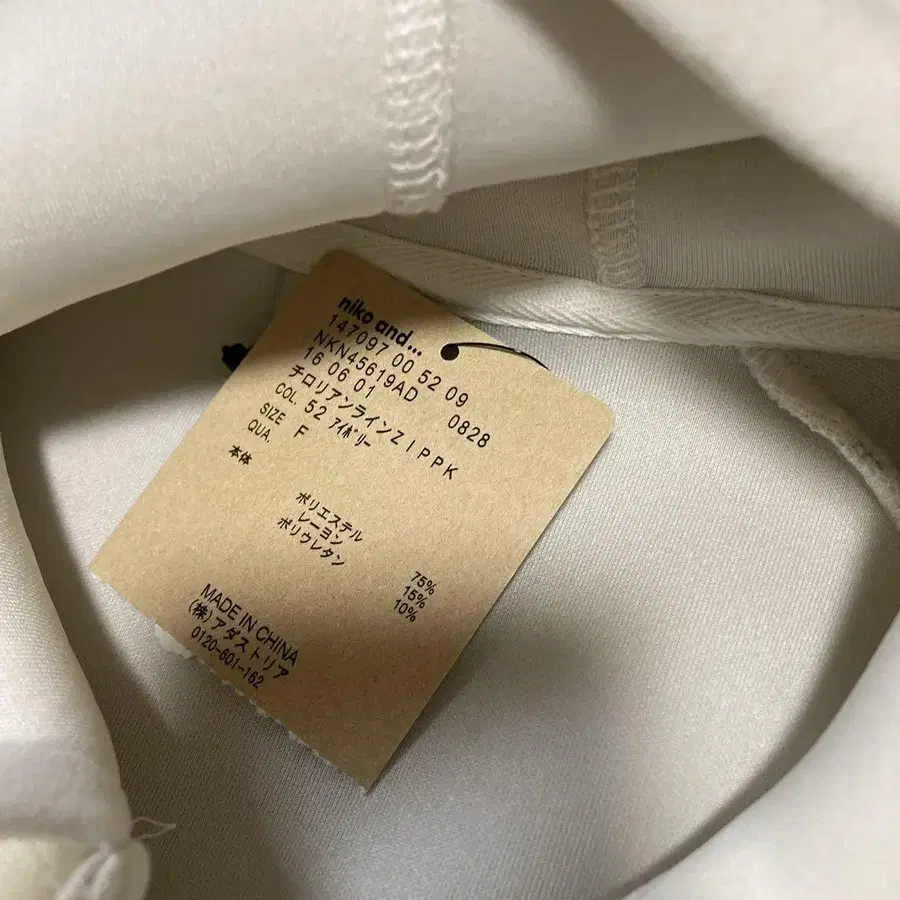 niko and...
147097 00 52 09
NKN45619AD 0828
16 06 01
チロリアンラインZIPPK
COL. 52 アイボリー
SIZE F
QUA.
本体
ポリエステル 75%
レーヨン 15%
ポリウレタン 10%
MADE IN CHINA
(株)アダストリア
0120-601-162